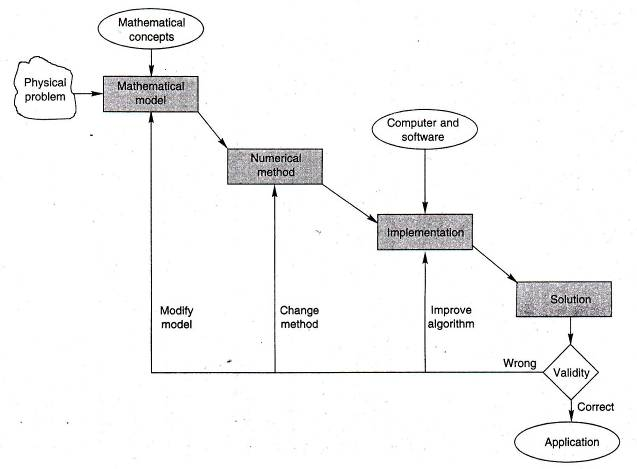 Mathematical
concepts
Physical
problem
Mathematical
model
Computer and
software
Numerical
method
Implementation
Solution
Modify
model
Change
method
Improve
algorithm
Wrong
Validity
Correct
Application